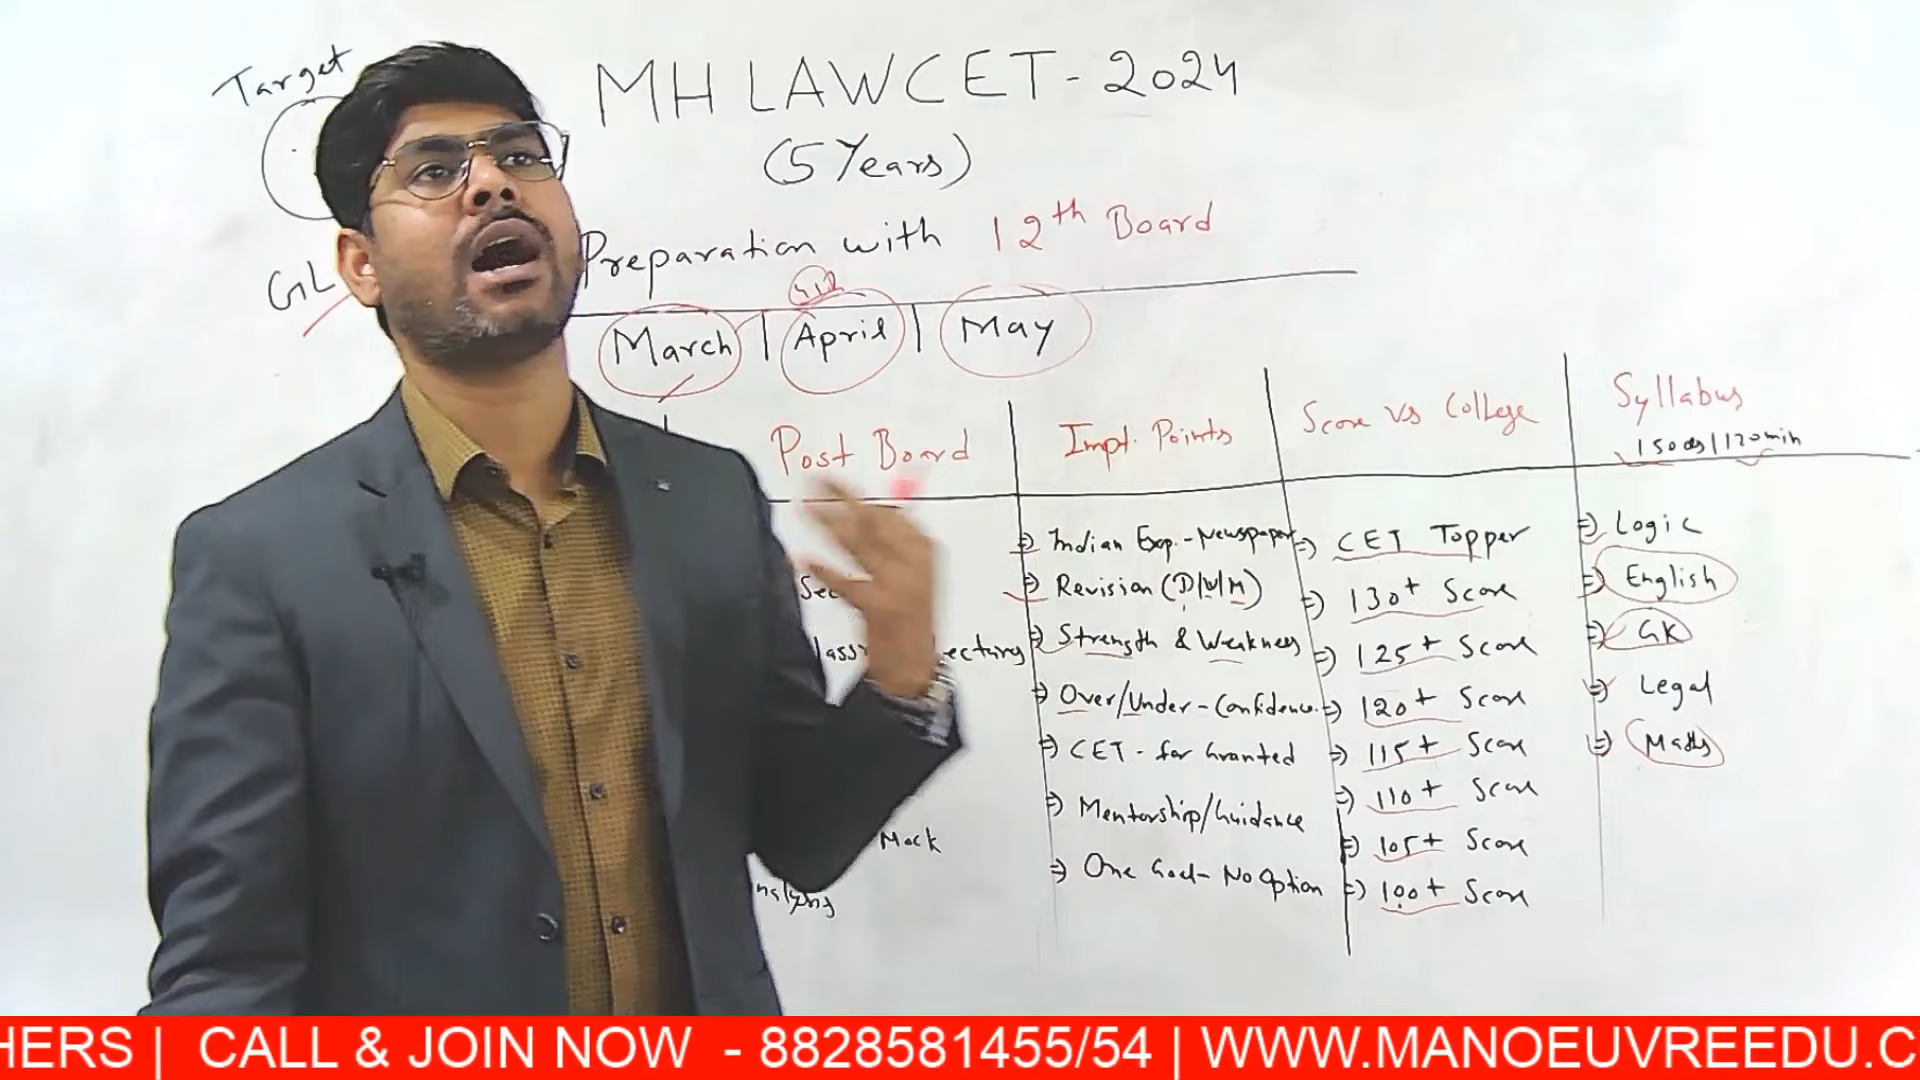 Target
MH LAWCET - 2024
(5 Years)
Preparation with 12th Board
GL
March | April | May
Post Board
Impt. Points
Score vs College
Syllabus
150 Qs/120min
Mock
=) Indian Exp.-Newspaper
=) Revision (D/W/M)
=) Strength & Weakness
=) Over/Under-Confidence.
=) CET - for Granted
=) Mentorship/Guidance
=) One Goal-No Option
=) CET Topper
=) 130+ Score
=) 125+ Score
=) 120+ Score
=) 115+ Score
=) 110+ Score
=) 105+ Score
=) 100+ Score
=) Logic
=) English
=) GK
=) Legal
=) Maths
HERS | CALL & JOIN NOW - 8828581455/54 | WWW.MANOEUVREEDU.C